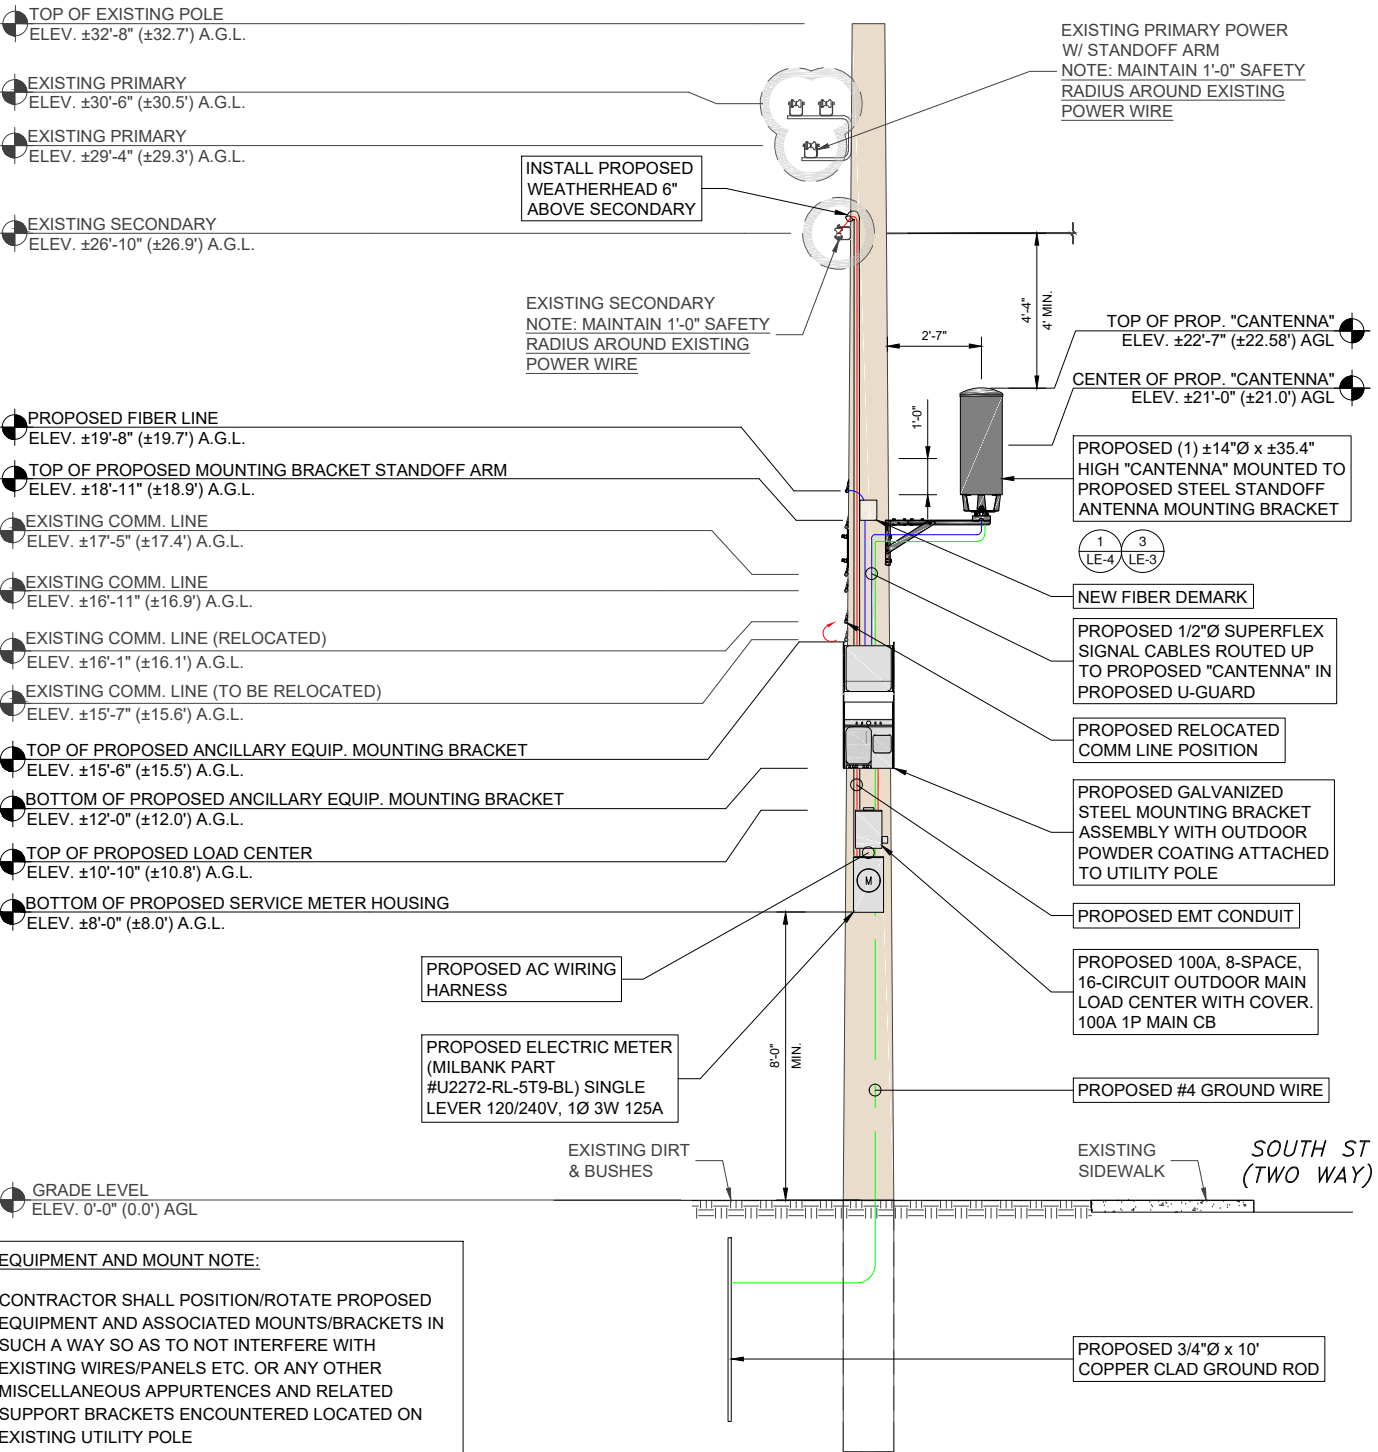 TOP OF EXISTING POLE
ELEV. ±32'-8" (±32.7') A.G.L.
EXISTING PRIMARY
ELEV. ±30'-6" (±30.5') A.G.L.
EXISTING PRIMARY
ELEV. ±29'-4" (±29.3') A.G.L.
EXISTING SECONDARY
ELEV. ±26'-10" (±26.9') A.G.L.
PROPOSED FIBER LINE
ELEV. ±19'-8" (±19.7') A.G.L.
TOP OF PROPOSED MOUNTING BRACKET STANDOFF ARM
ELEV. ±18'-11" (±18.9') A.G.L.
EXISTING COMM. LINE
ELEV. ±17'-5" (±17.4') A.G.L.
EXISTING COMM. LINE
ELEV. ±16'-11" (±16.9') A.G.L.
EXISTING COMM. LINE (RELOCATED)
ELEV. ±16'-1" (±16.1') A.G.L.
EXISTING COMM. LINE (TO BE RELOCATED)
ELEV. ±15'-7" (±15.6') A.G.L.
TOP OF PROPOSED ANCILLARY EQUIP. MOUNTING BRACKET
ELEV. ±15'-6" (±15.5') A.G.L.
BOTTOM OF PROPOSED ANCILLARY EQUIP. MOUNTING BRACKET
ELEV. ±12'-0" (±12.0') A.G.L.
TOP OF PROPOSED LOAD CENTER
ELEV. ±10'-10" (±10.8') A.G.L.
BOTTOM OF PROPOSED SERVICE METER HOUSING
ELEV. ±8'-0" (±8.0') A.G.L.
GRADE LEVEL
ELEV. 0'-0" (0.0') AGL
INSTALL PROPOSED
WEATHERHEAD 6"
ABOVE SECONDARY
EXISTING SECONDARY
NOTE: MAINTAIN 1'-0" SAFETY
RADIUS AROUND EXISTING
POWER WIRE
PROPOSED AC WIRING
HARNESS
PROPOSED ELECTRIC METER
(MILBANK PART
#U2272-RL-5T9-BL) SINGLE
LEVER 120/240V, 1Ø 3W 125A
EXISTING DIRT
& BUSHES
M
8'-0"
MIN.
2'-7"
1'-0"
4'-4"
4' MIN.
EXISTING PRIMARY POWER
W/ STANDOFF ARM
NOTE: MAINTAIN 1'-0" SAFETY
RADIUS AROUND EXISTING
POWER WIRE
TOP OF PROP. "CANTENNA"
ELEV. ±22'-7" (±22.58') AGL
CENTER OF PROP. "CANTENNA"
ELEV. ±21'-0" (±21.0') AGL
PROPOSED (1) ±14"Ø x ±35.4"
HIGH "CANTENNA" MOUNTED TO
PROPOSED STEEL STANDOFF
ANTENNA MOUNTING BRACKET
1 3
LE-4 LE-3
NEW FIBER DEMARK
PROPOSED 1/2"Ø SUPERFLEX
SIGNAL CABLES ROUTED UP
TO PROPOSED "CANTENNA" IN
PROPOSED U-GUARD
PROPOSED RELOCATED
COMM LINE POSITION
PROPOSED GALVANIZED
STEEL MOUNTING BRACKET
ASSEMBLY WITH OUTDOOR
POWDER COATING ATTACHED
TO UTILITY POLE
PROPOSED EMT CONDUIT
PROPOSED 100A, 8-SPACE,
16-CIRCUIT OUTDOOR MAIN
LOAD CENTER WITH COVER.
100A 1P MAIN CB
PROPOSED #4 GROUND WIRE
EXISTING
SIDEWALK
SOUTH ST
(TWO WAY)
PROPOSED 3/4"Ø x 10'
COPPER CLAD GROUND ROD
EQUIPMENT AND MOUNT NOTE:
CONTRACTOR SHALL POSITION/ROTATE PROPOSED
EQUIPMENT AND ASSOCIATED MOUNTS/BRACKETS IN
SUCH A WAY SO AS TO NOT INTERFERE WITH
EXISTING WIRES/PANELS ETC. OR ANY OTHER
MISCELLANEOUS APPURTENCES AND RELATED
SUPPORT BRACKETS ENCOUNTERED LOCATED ON
EXISTING UTILITY POLE